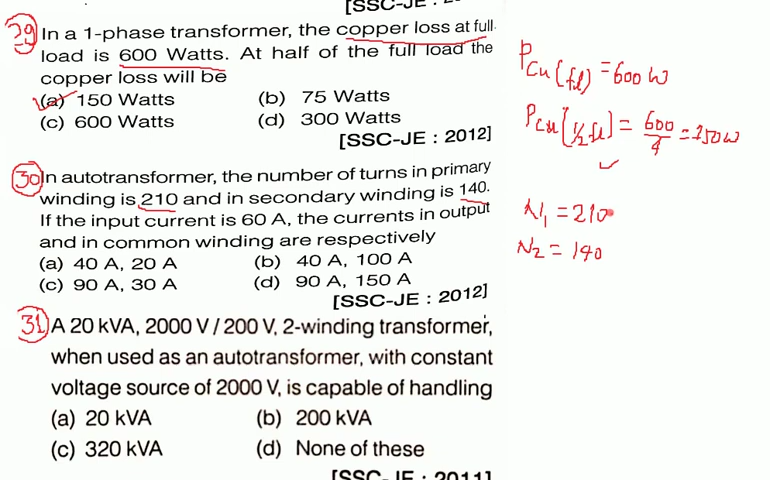 [SSC-JE : 20
29 In a 1-phase transformer, the copper loss at full
load is 600 Watts. At half of the full load the
copper loss will be
(a) 150 Watts (b) 75 Watts
(c) 600 Watts (d) 300 Watts
[SSC-JE : 2012]
30 In autotransformer, the number of turns in primary
winding is 210 and in secondary winding is 140.
If the input current is 60 A, the currents in output
and in common winding are respectively
(a) 40 A, 20 A (b) 40 A, 100 A
(c) 90 A, 30 A (d) 90 A, 150 A
[SSC-JE : 2012]
31 A 20 kVA, 2000 V / 200 V, 2-winding transformer,
when used as an autotransformer, with constant
voltage source of 2000 V, is capable of handling
(a) 20 kVA (b) 200 kVA
(c) 320 kVA (d) None of these
[SSC-JE : 2011]
Pcu(fl) = 600 W
Pcu(1/2 fl) = 600/4 = 150 W
N1 = 210
N2 = 140